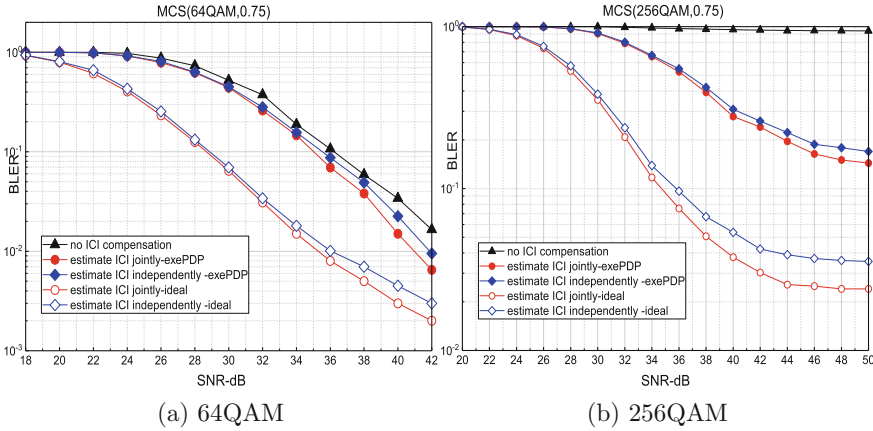 MCS(64QAM,0.75)
10^0
10^-1
10^-2
10^-3
BLER
no ICI compensation
estimate ICI jointly-exePDP
estimate ICI independently -exePDP
estimate ICI jointly-ideal
estimate ICI independently -ideal
18 20 22 24 26 28 30 32 34 36 38 40 42
SNR-dB
(a) 64QAM
MCS(256QAM,0.75)
10^0
10^-1
10^-2
BLER
no ICI compensation
estimate ICI jointly-exePDP
estimate ICI independently -exePDP
estimate ICI jointly-ideal
estimate ICI independently -ideal
20 22 24 26 28 30 32 34 36 38 40 42 44 46 48 50
SNR-dB
(b) 256QAM